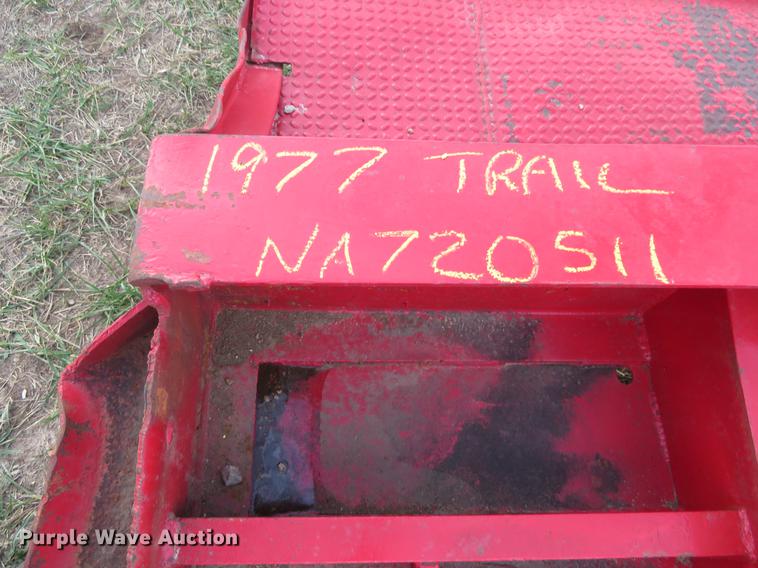 1977 TRAIL
NA720511
Purple Wave Auction